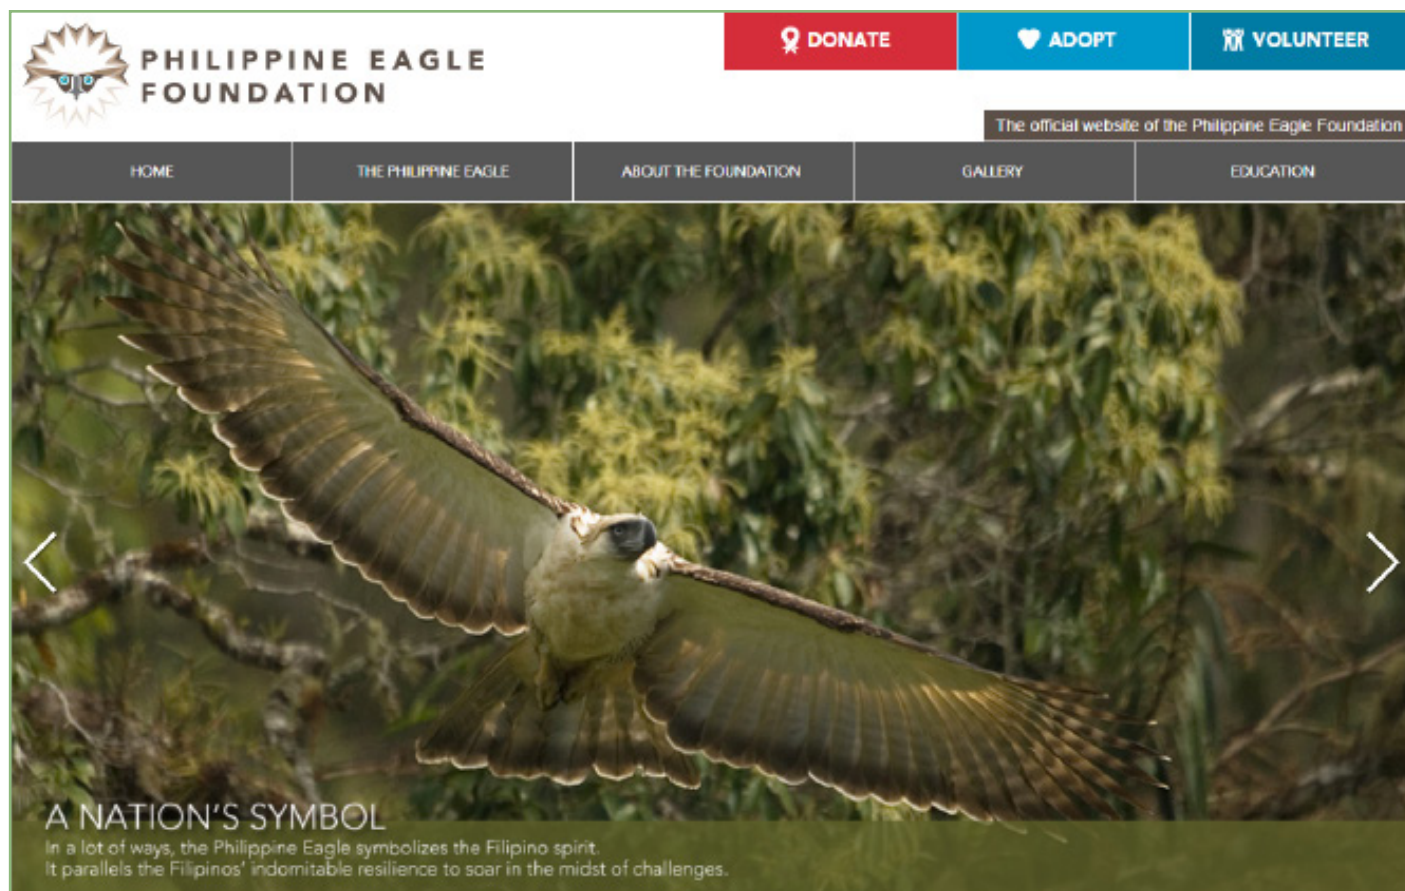 PHILIPPINE EAGLE
FOUNDATION
DONATE
ADOPT
VOLUNTEER
The official website of the Philippine Eagle Foundation
HOME
THE PHILIPPINE EAGLE
ABOUT THE FOUNDATION
GALLERY
EDUCATION
A NATION'S SYMBOL
In a lot of ways, the Philippine Eagle symbolizes the Filipino spirit.
It parallels the Filipinos' indomitable resilience to soar in the midst of challenges.